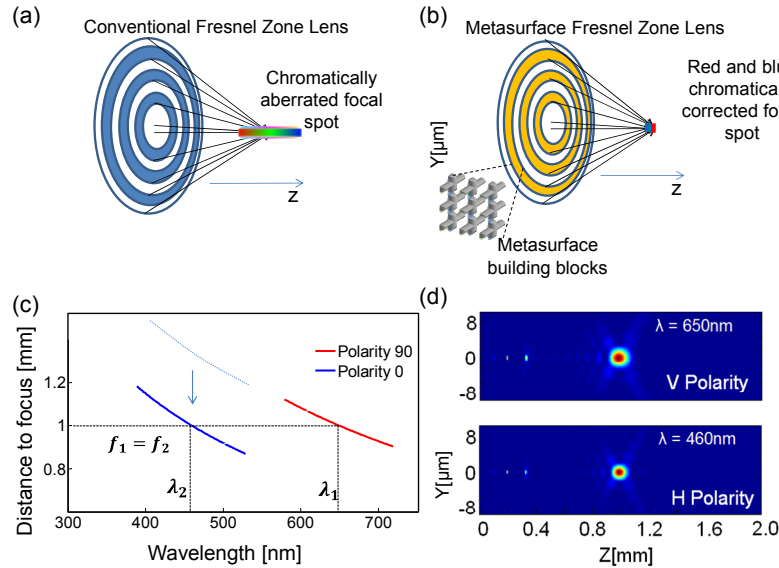 (a)
Conventional Fresnel Zone Lens
Chromatically
aberrated focal
spot
z
(b)
Metasurface Fresnel Zone Lens
Red and blu
chromatica
corrected fo
spot
Y[μm]
z
Metasurface
building blocks
(c)
Distance to focus [mm]
1.2
1
0.8
Polarity 90
Polarity 0
f₁ = f₂
λ₂
λ₁
300 400 500 600 700
Wavelength [nm]
(d)
8
0
-8
λ = 650nm
V Polarity
Y[μm]
8
0
-8
λ = 460nm
H Polarity
0 0.4 0.8 1.2 1.6 2.0
Z[mm]